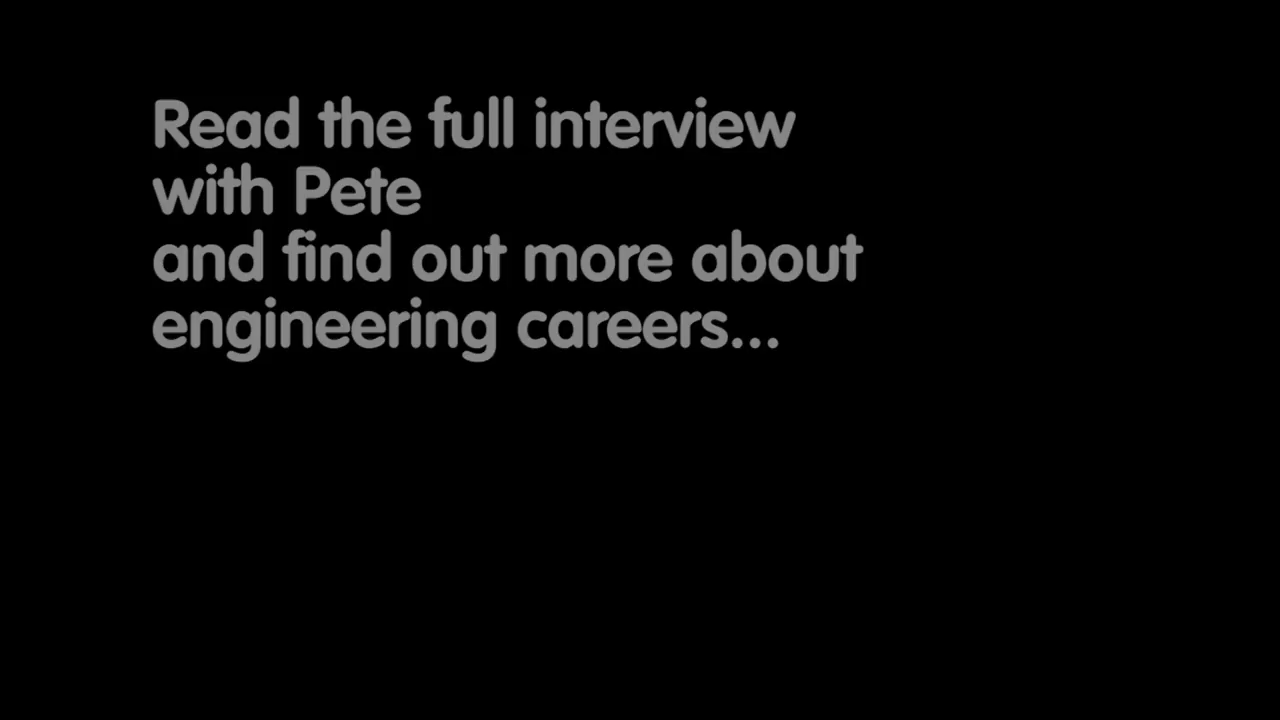 Read the full interview
with Pete
and find out more about
engineering careers...